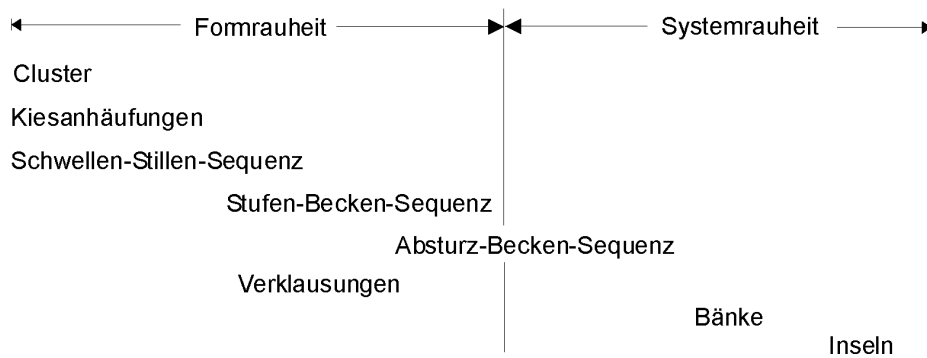 Formrauheit Systemrauheit
Cluster
Kiesanhäufungen
Schwellen-Stillen-Sequenz
Stufen-Becken-Sequenz
Absturz-Becken-Sequenz
Verklausungen
Bänke
Inseln